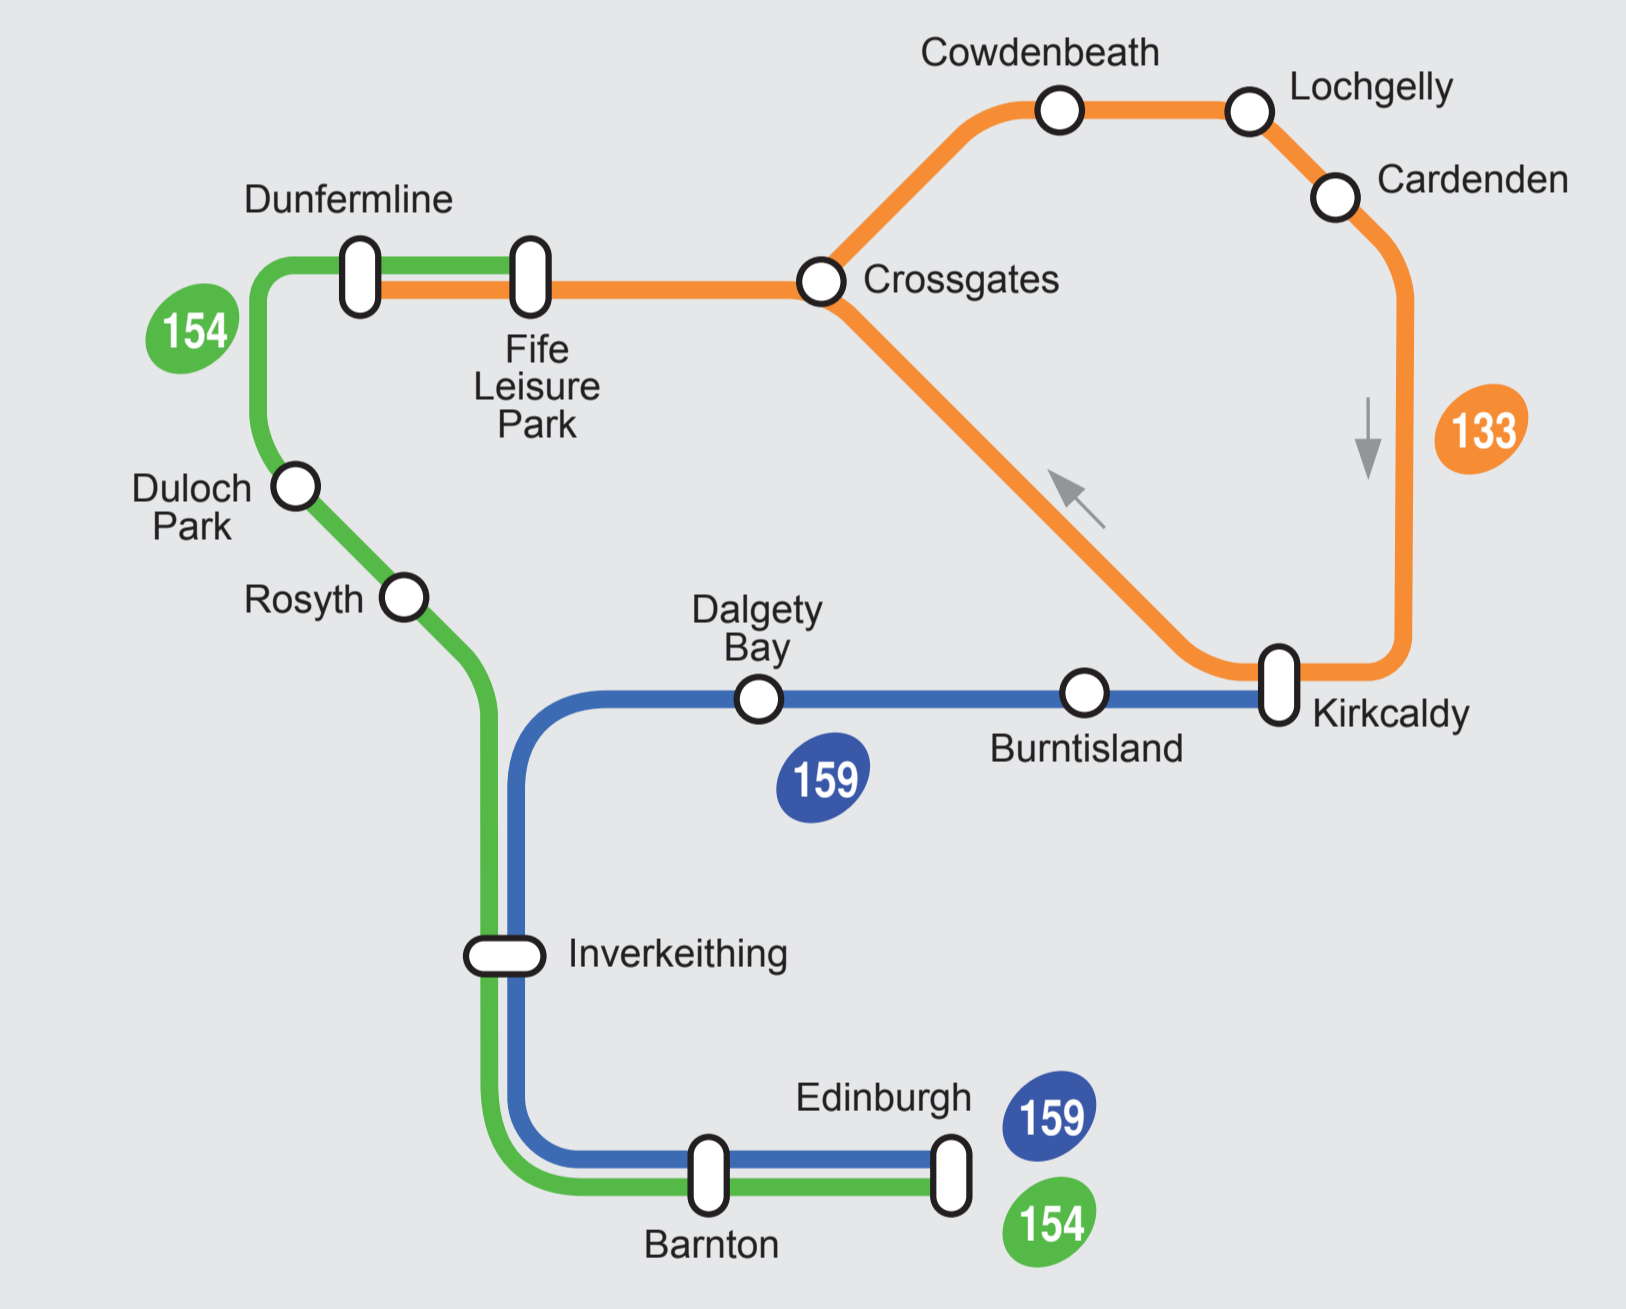 Cowdenbeath
Lochgelly
Cardenden
Dunfermline
Crossgates
154
Fife
Leisure
Park
133
Duloch
Park
Rosyth
Dalgety
Bay
Kirkcaldy
Burntisland
159
Inverkeithing
Edinburgh
159
154
Barnton